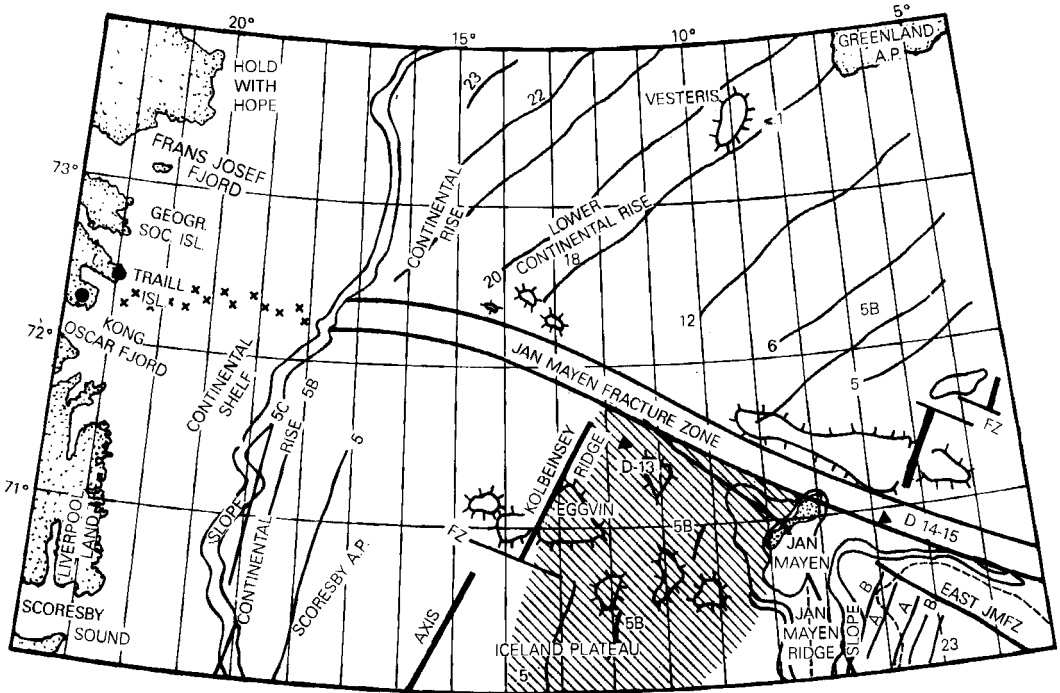 20°
15°
10°
5°
GREENLAND
A.P.
HOLD
WITH
HOPE
23
22
VESTERIS
FRANS JOSEF
FJORD
73°
GEOGR.
SOC. ISL.
CONTINENTAL
RISE
LOWER
CONTINENTAL RISE
20
18
TRAILL
ISL.
12
6
5B
5
72°
KONG
OSCAR FJORD
CONTINENTAL
SHELF
JAN MAYEN FRACTURE ZONE
5C
5B
5
FZ
71°
LIVERPOOL
LAND
SLOPE
CONTINENTAL
RISE
SCORESBY A.P.
KOLBEINSEY
RIDGE
D-13
EGGVIN
5B
FZ
D 14-15
JAN
MAYEN
EAST JMFZ
SCORESBY
SOUND
AXIS
5B
ICELAND PLATEAU
5
JAN
MAYEN
RIDGE
SLOPE
B
A
A
B
23